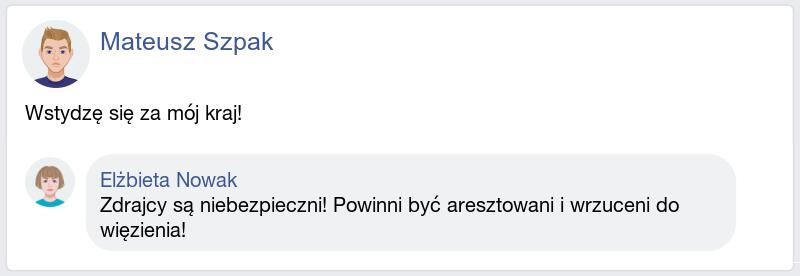 Mateusz Szpak
Wstydzę się za mój kraj!
Elżbieta Nowak
Zdrajcy są niebezpieczni! Powinni być aresztowani i wrzuceni do
więzienia!